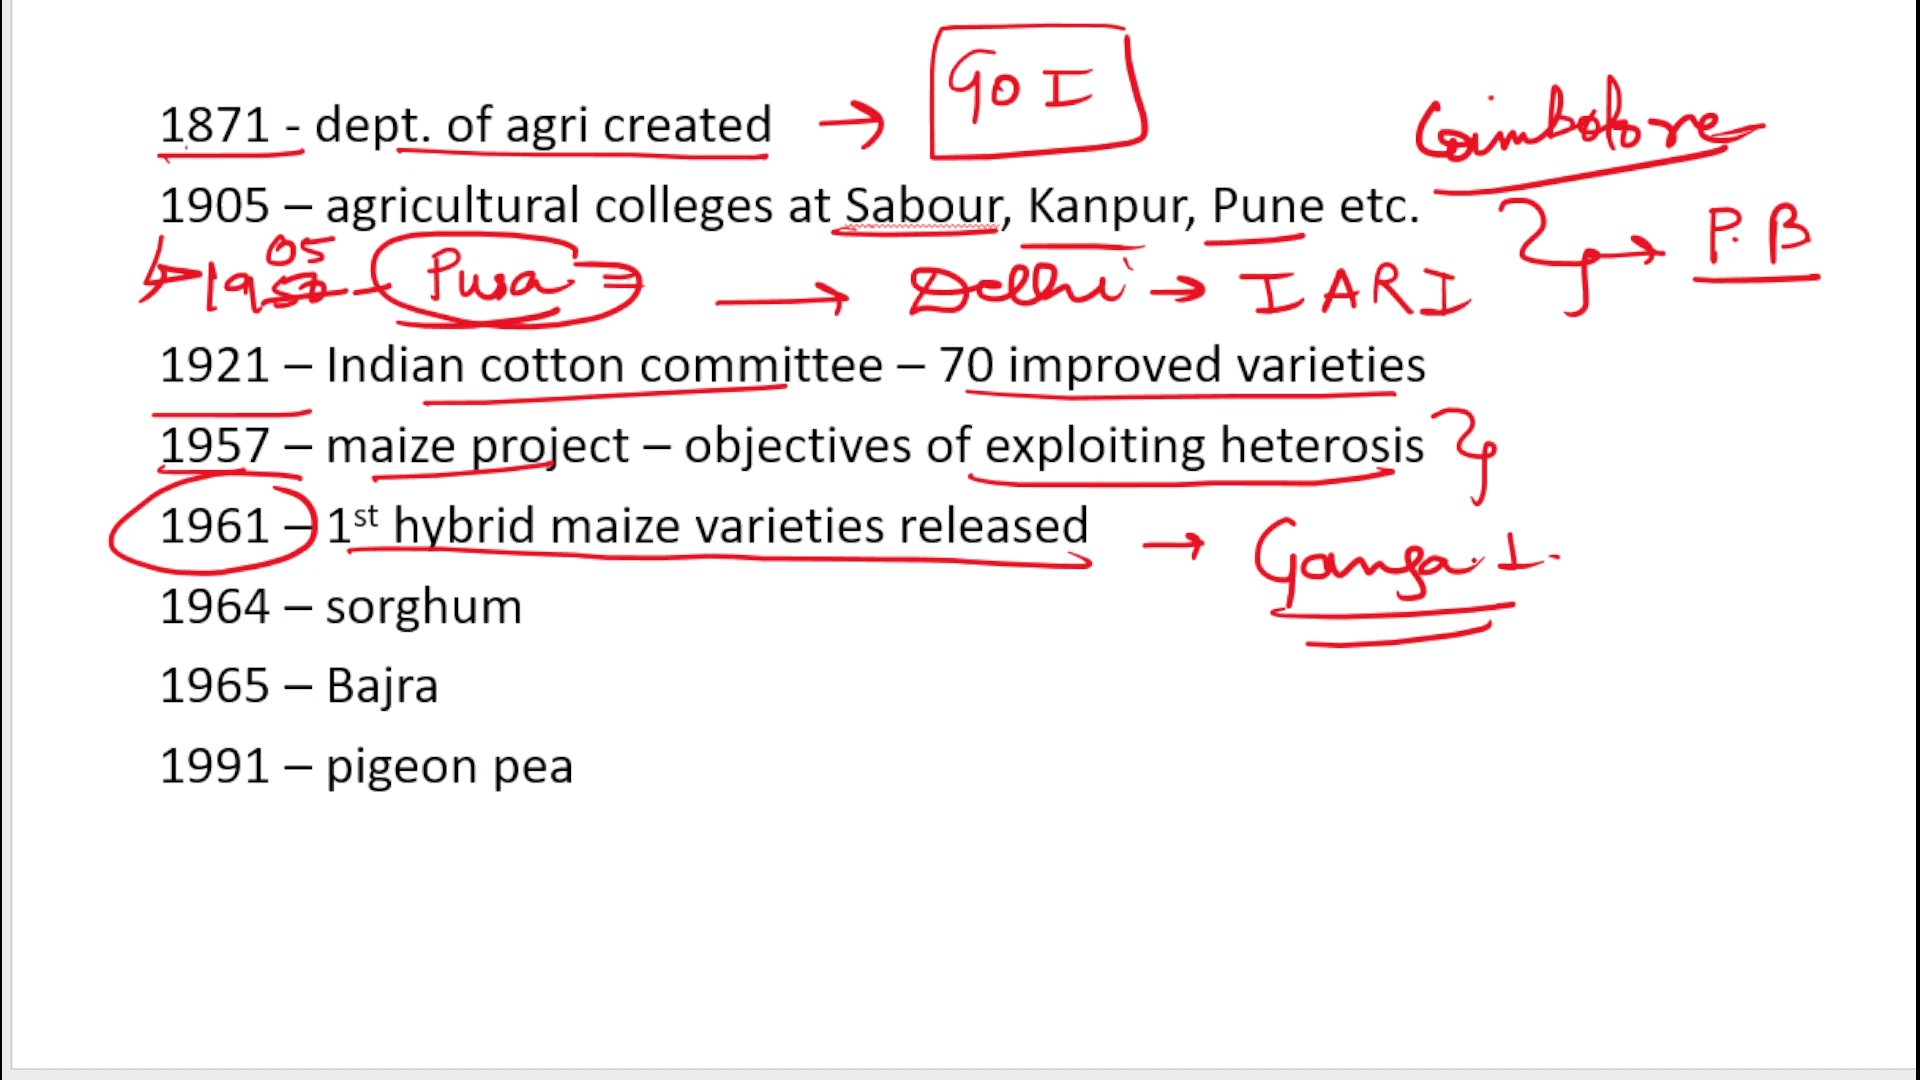 1871 - dept. of agri created → GoI
Coimbatore
1905 – agricultural colleges at Sabour, Kanpur, Pune etc. → P.B
1905 – Pusa → Delhi → IARI
1921 – Indian cotton committee – 70 improved varieties
1957 – maize project – objectives of exploiting heterosis
1961 – 1st hybrid maize varieties released → Ganga.1.
1964 – sorghum
1965 – Bajra
1991 – pigeon pea